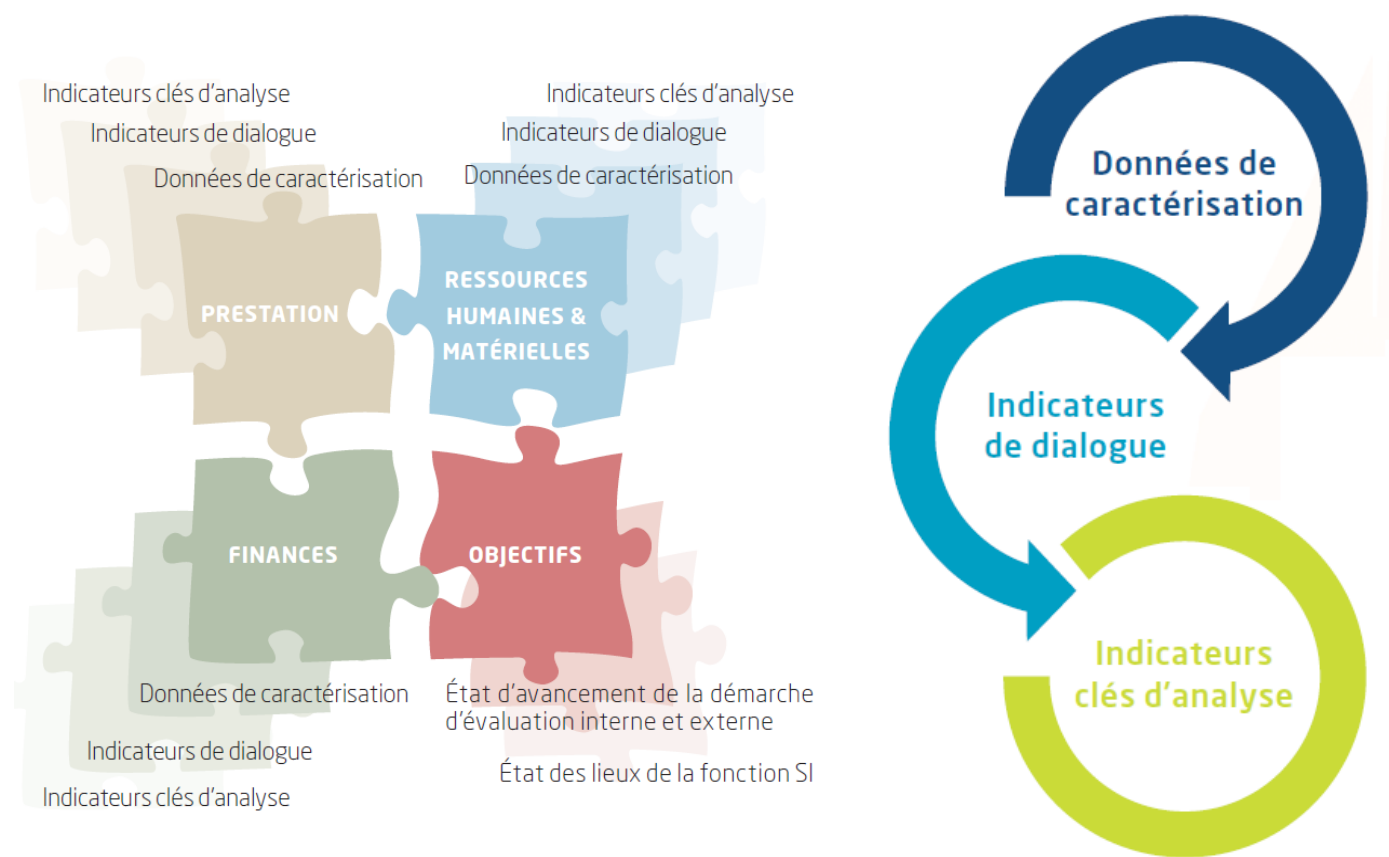 Indicateurs clés d'analyse
Indicateurs de dialogue
Données de caractérisation
Indicateurs clés d'analyse
Indicateurs de dialogue
Données de caractérisation
PRESTATION
RESSOURCES
HUMAINES &
MATÉRIELLES
FINANCES
OBJECTIFS
Données de caractérisation
Indicateurs de dialogue
Indicateurs clés d'analyse
État d'avancement de la démarche
d'évaluation interne et externe
État des lieux de la fonction SI
Données de
caractérisation
Indicateurs
de dialogue
Indicateurs
clés d'analyse